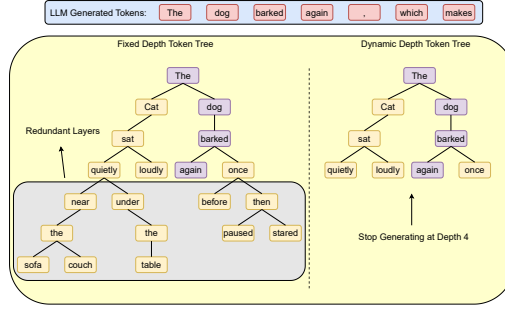 LLM Generated Tokens: The dog barked again , which makes
Fixed Depth Token Tree
Dynamic Depth Token Tree
The
Cat dog
sat barked
quietly loudly again once
Redundant Layers
near under before then
the the paused stared
sofa couch table
The
Cat dog
sat barked
quietly loudly again once
Stop Generating at Depth 4